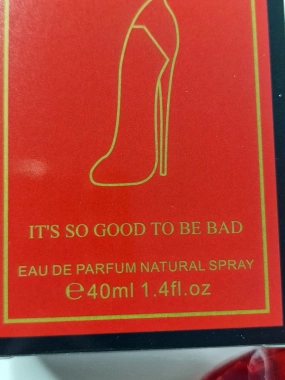 IT'S SO GOOD TO BE BAD
EAU DE PARFUM NATURAL SPRAY
℮40ml 1.4fl.oz